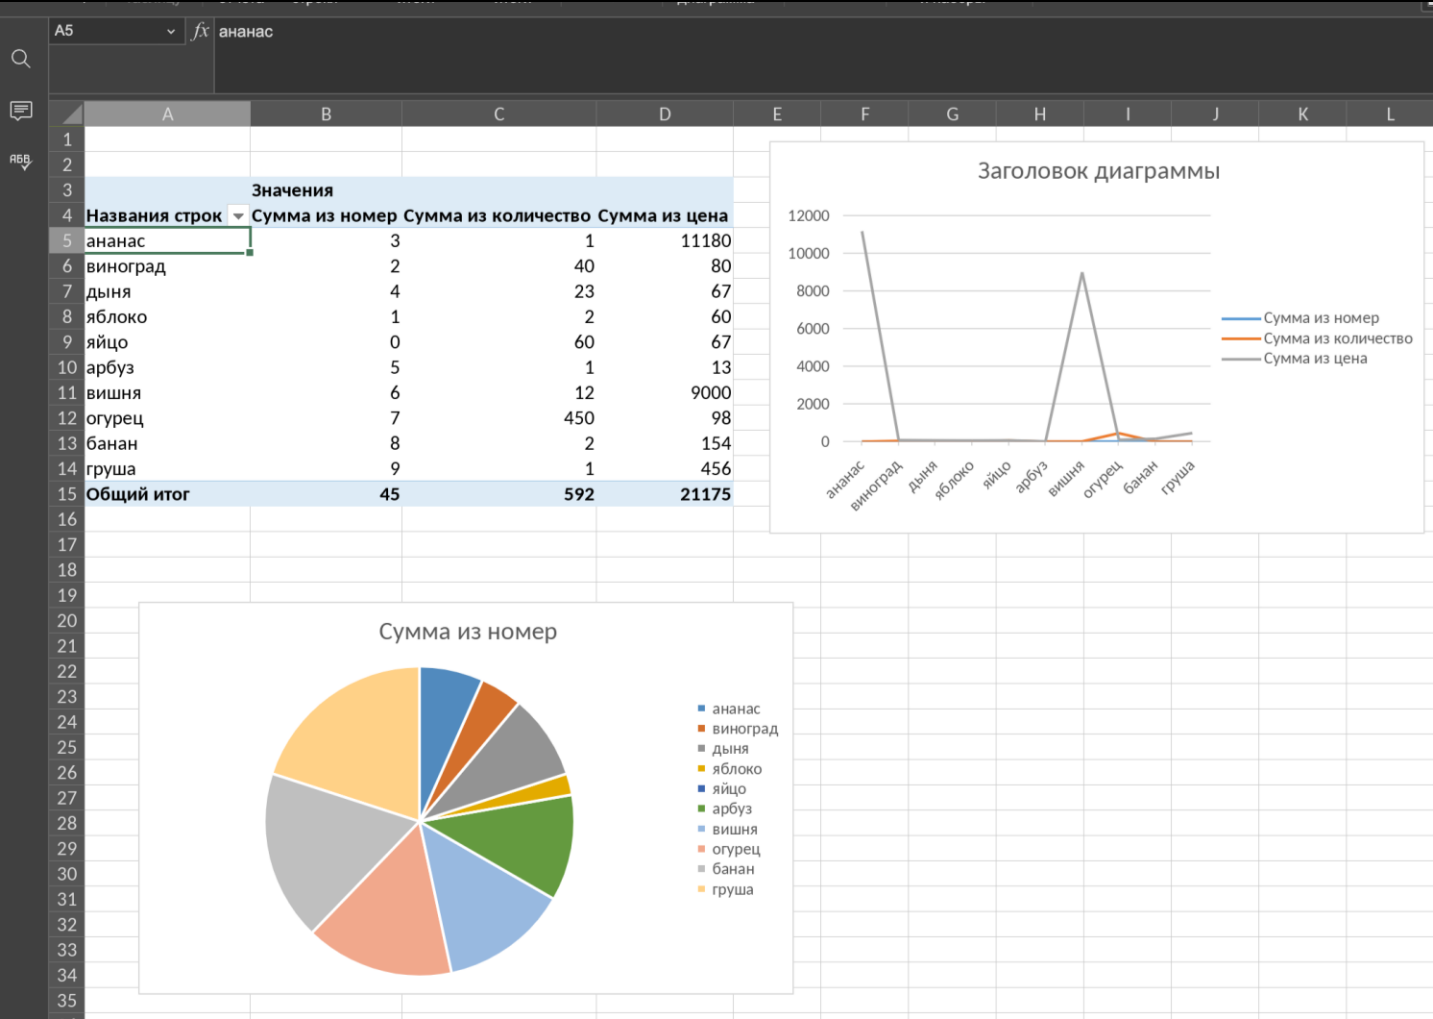 A5 fx ананас
A B C D E F G H I J K L
1
2
3 Значения
4 Названия строк Сумма из номер Сумма из количество Сумма из цена
5 ананас 3 1 11180
6 виноград 2 40 80
7 дыня 4 23 67
8 яблоко 1 2 60
9 яйцо 0 60 67
10 арбуз 5 1 13
11 вишня 6 12 9000
12 огурец 7 450 98
13 банан 8 2 154
14 груша 9 1 456
15 Общий итог 45 592 21175
16
17
18
19
20
21
22
23
24
25
26
27
28
29
30
31
32
33
34
35
АБВ
Заголовок диаграммы
12000
10000
8000
6000
4000
2000
0
ананас виноград дыня яблоко яйцо арбуз вишня огурец банан груша
Сумма из номер
Сумма из количество
Сумма из цена
Сумма из номер
ананас
виноград
дыня
яблоко
яйцо
арбуз
вишня
огурец
банан
груша